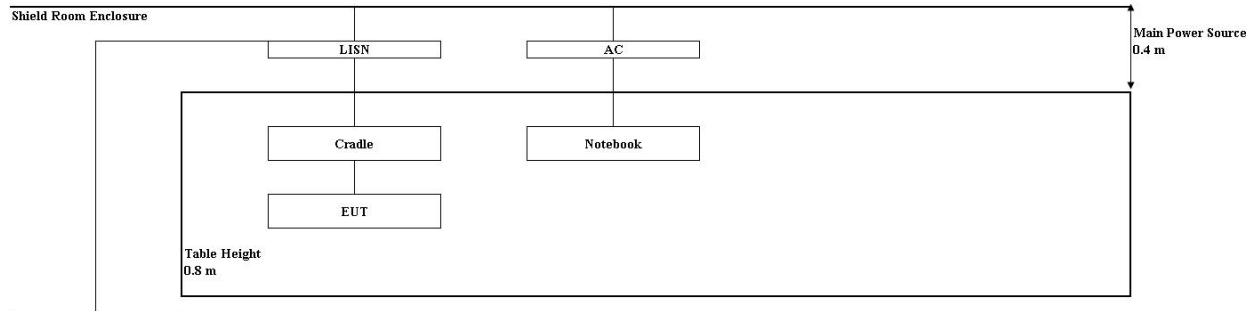 Shield Room Enclosure
Main Power Source
0.4 m
LISN
AC
Cradle
Notebook
EUT
Table Height
0.8 m